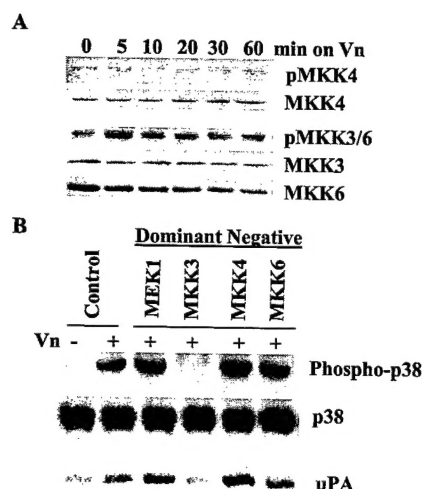 A
0 5 10 20 30 60 min on Vn
pMKK4
MKK4
pMKK3/6
MKK3
MKK6
B
Dominant Negative
Control MEK1 MKK3 MKK4 MKK6
Vn - + + + + +
Phospho-p38
p38
uPA